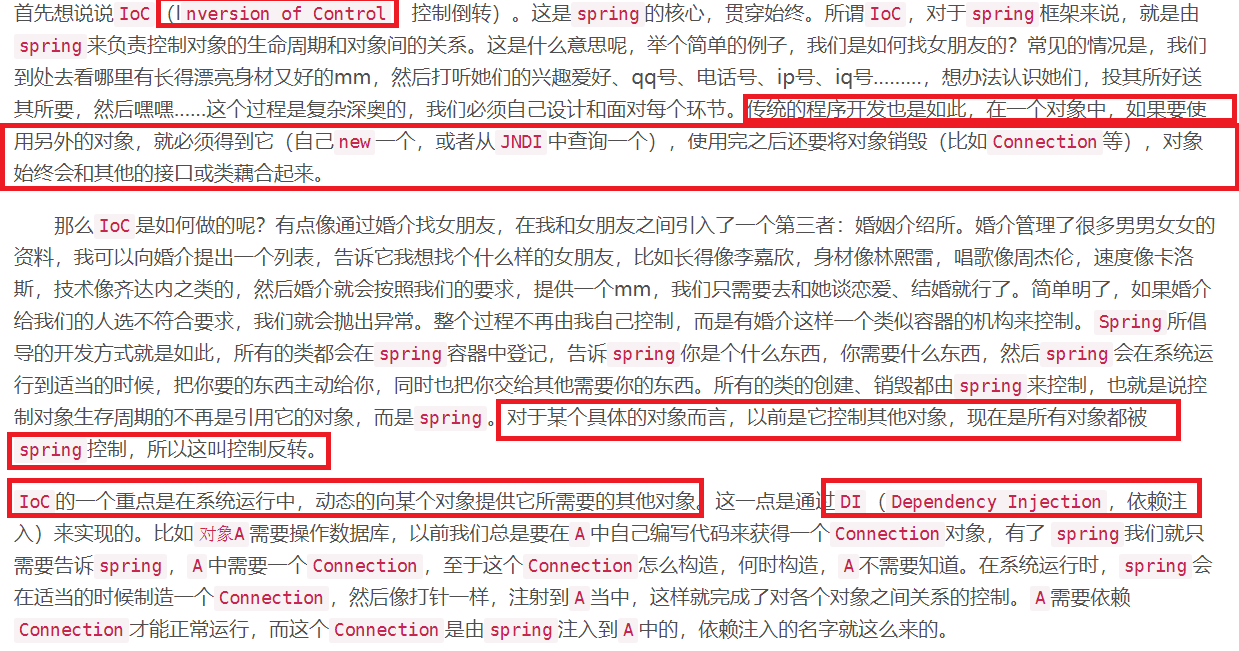 首先想说说 IoC （Inversion of Control， 控制倒转）。这是 spring 的核心，贯穿始终。所谓 IoC ，对于 spring 框架来说，就是由
spring 来负责控制对象的生命周期和对象间的关系。这是什么意思呢，举个简单的例子，我们是如何找女朋友的？常见的情况是，我们
到处去看哪里有长得漂亮身材又好的mm，然后打听她们的兴趣爱好、qq号、电话号、ip号、iq号………，想办法认识她们，投其所好送
其所要，然后嘿嘿……这个过程是复杂深奥的，我们必须自己设计和面对每个环节。传统的程序开发也是如此，在一个对象中，如果要使
用另外的对象，就必须得到它（自己 new 一个，或者从 JNDI 中查询一个），使用完之后还要将对象销毁（比如 Connection 等），对象
始终会和其他的接口或类藕合起来。
那么 IoC 是如何做的呢？有点像通过婚介找女朋友，在我和女朋友之间引入了一个第三者：婚姻介绍所。婚介管理了很多男男女女的
资料，我可以向婚介提出一个列表，告诉它我想找个什么样的女朋友，比如长得像李嘉欣，身材像林熙雷，唱歌像周杰伦，速度像卡洛
斯，技术像齐达内之类的，然后婚介就会按照我们的要求，提供一个mm，我们只需要去和她谈恋爱、结婚就行了。简单明了，如果婚介
给我们的人选不符合要求，我们就会抛出异常。整个过程不再由我自己控制，而是有婚介这样一个类似容器的机构来控制。 Spring 所倡
导的开发方式就是如此，所有的类都会在 spring 容器中登记，告诉 spring 你是个什么东西，你需要什么东西，然后 spring 会在系统运
行到适当的时候，把你要的东西主动给你，同时也把你交给其他需要你的东西。所有的类的创建、销毁都由 spring 来控制，也就是说控
制对象生存周期的不再是引用它的对象，而是 spring 。对于某个具体的对象而言，以前是它控制其他对象，现在是所有对象都被
spring 控制，所以这叫控制反转。
IoC 的一个重点是在系统运行中，动态的向某个对象提供它所需要的其他对象。这一点是通过 DI （ Dependency Injection ，依赖注
入）来实现的。比如 对象A 需要操作数据库，以前我们总是要在 A 中自己编写代码来获得一个 Connection 对象，有了 spring 我们就只
需要告诉 spring ， A 中需要一个 Connection ，至于这个 Connection 怎么构造，何时构造， A 不需要知道。在系统运行时， spring 会
在适当的时候制造一个 Connection ，然后像打针一样，注射到 A 当中，这样就完成了对各个对象之间关系的控制。 A 需要依赖
Connection 才能正常运行，而这个 Connection 是由 spring 注入到 A 中的，依赖注入的名字就这么来的。